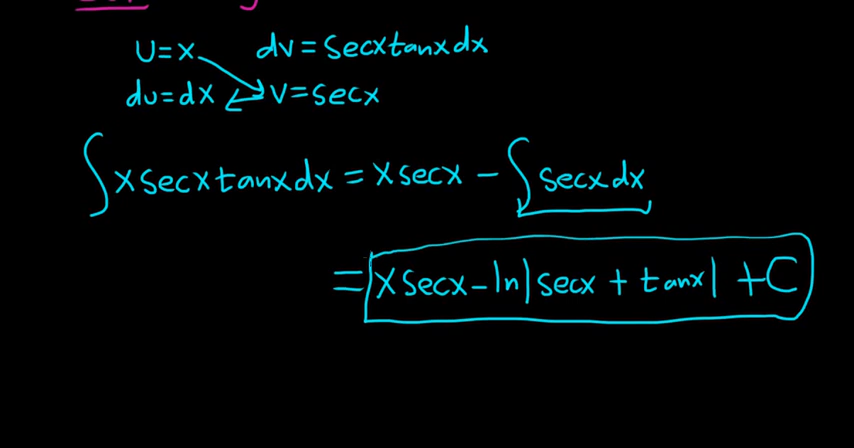 u=x dv=secxtanxdx
du=dx v=secx
∫xsecxtanxdx = xsecx - ∫secxdx
= xsecx - ln|secx + tanx| + C